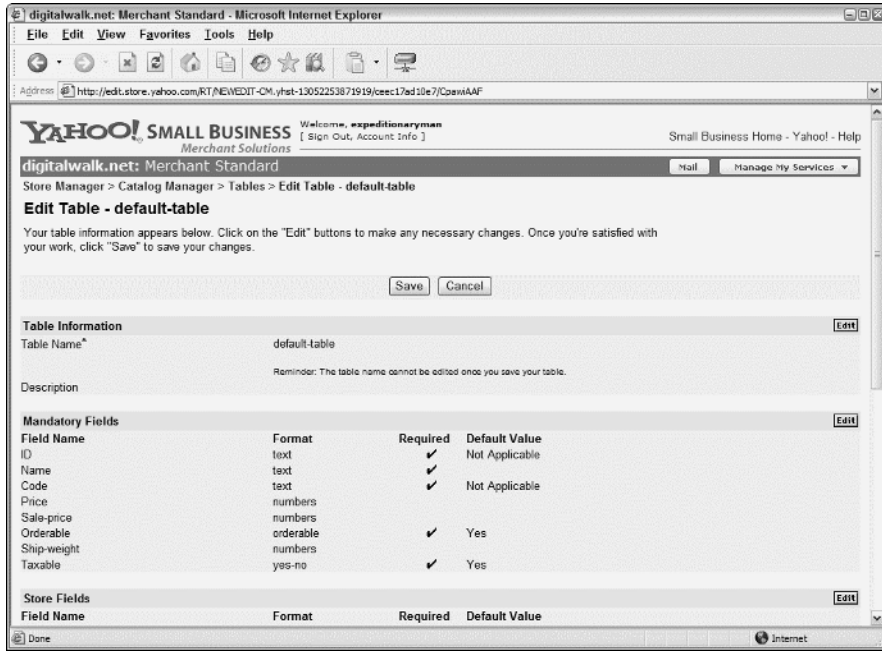 digitalwalk.net: Merchant Standard - Microsoft Internet Explorer
File Edit View Favorites Tools Help
Address http://edit.store.yahoo.com/RT/NEWEDIT-CM.yhst-13052253871919/ceec17ad10e7/CpawiAAF
YAHOO! SMALL BUSINESS
Merchant Solutions
Welcome, expeditionaryman
[ Sign Out, Account Info ]
Small Business Home - Yahoo! - Help
digitalwalk.net: Merchant Standard Mail Manage My Services
Store Manager > Catalog Manager > Tables > Edit Table - default-table
Edit Table - default-table
Your table information appears below. Click on the "Edit" buttons to make any necessary changes. Once you're satisfied with
your work, click "Save" to save your changes.
Save Cancel
Table Information Edit
Table Name* default-table
Reminder: The table name cannot be edited once you save your table.
Description
Mandatory Fields Edit
Field Name Format Required Default Value
ID text ✔ Not Applicable
Name text ✔
Code text ✔ Not Applicable
Price numbers
Sale-price numbers
Orderable orderable ✔ Yes
Ship-weight numbers
Taxable yes-no ✔ Yes
Store Fields Edit
Field Name Format Required Default Value
Done Internet